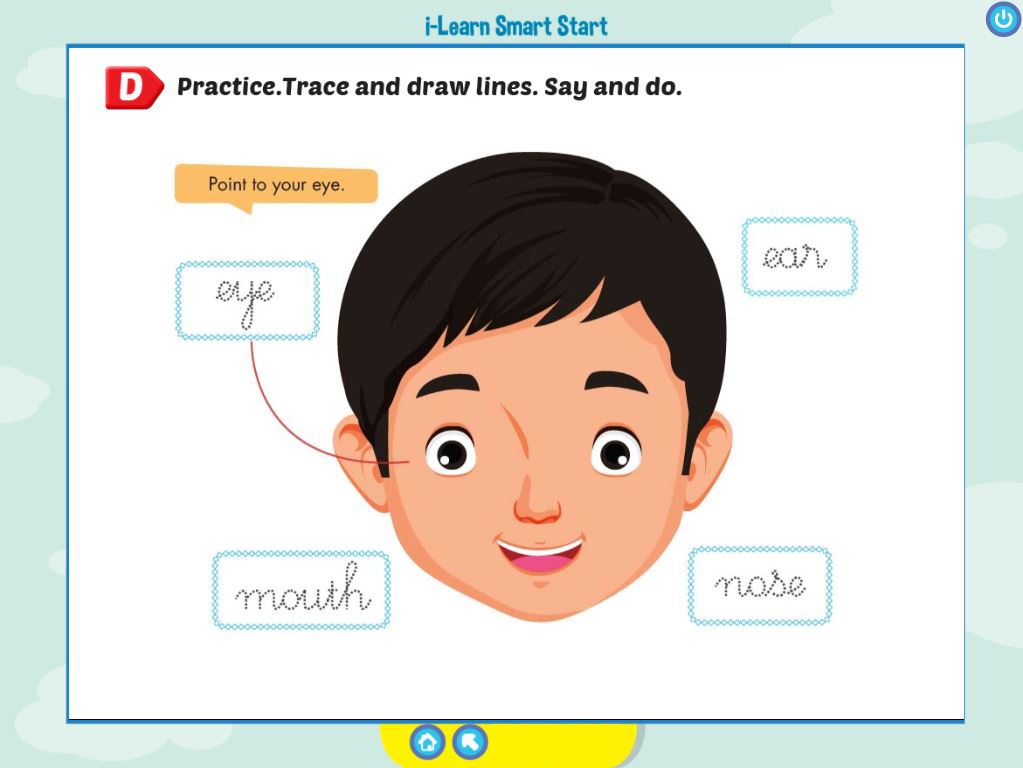 i-Learn Smart Start
D Practice.Trace and draw lines. Say and do.
Point to your eye.
ear
eye
mouth
nose